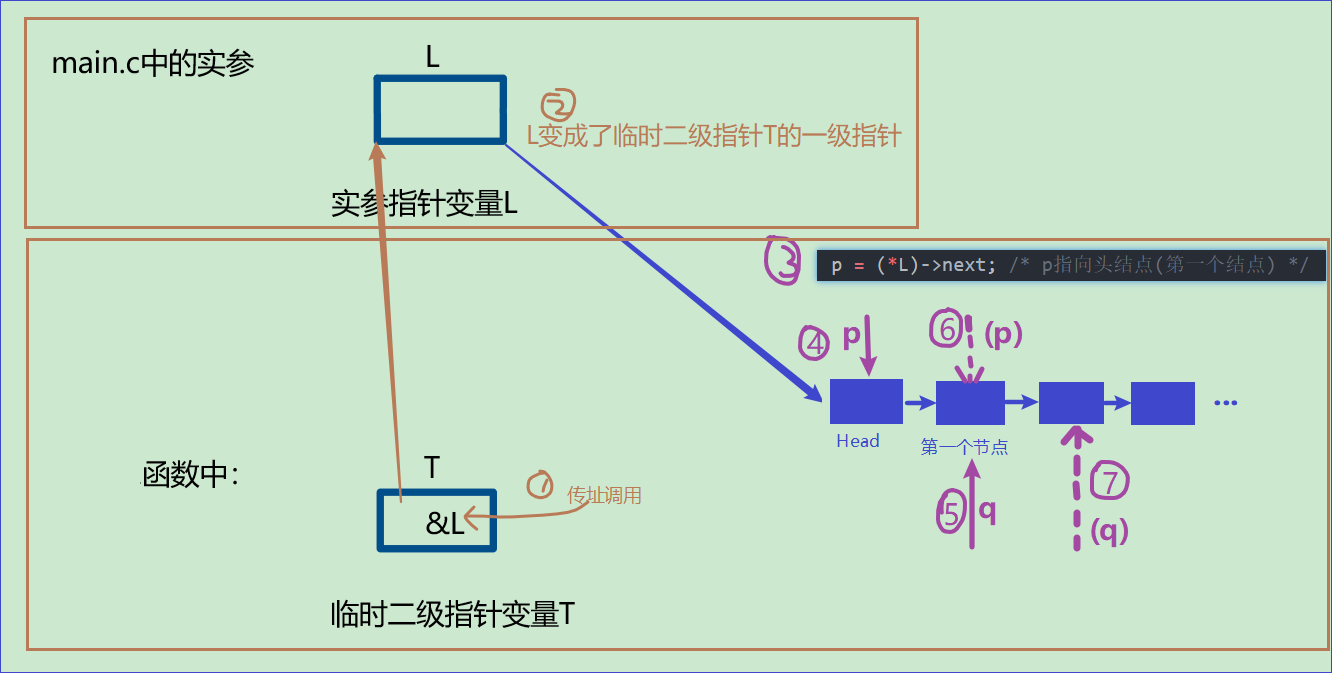 main.c中的实参
L
②
L变成了临时二级指针T的一级指针
实参指针变量L
③
p = (*L)->next; /* p指向头结点(第一个结点) */
④ p
⑥ (p)
Head
第一个节点
...
函数中：
T
① 传址调用
&L
⑤ q
⑦
(q)
临时二级指针变量T